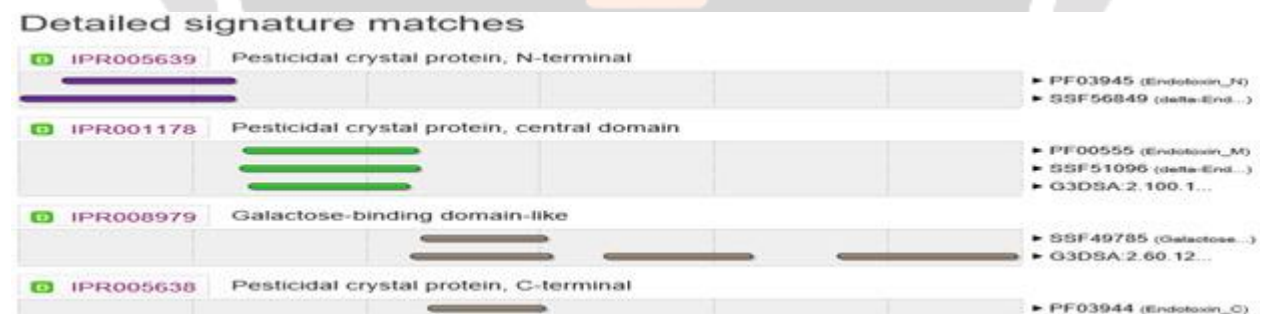 Detailed signature matches
D IPR005639 Pesticidal crystal protein, N-terminal
► PF03945 (Endotoxin_N)
► SSF56849 (delta-End...)
D IPR001178 Pesticidal crystal protein, central domain
► PF00555 (Endotoxin_M)
► SSF51096 (delta-End...)
► G3DSA:2.100.1...
D IPR008979 Galactose-binding domain-like
► SSF49785 (Galactose...)
► G3DSA:2.60.12...
D IPR005638 Pesticidal crystal protein, C-terminal
► PF03944 (Endotoxin_C)